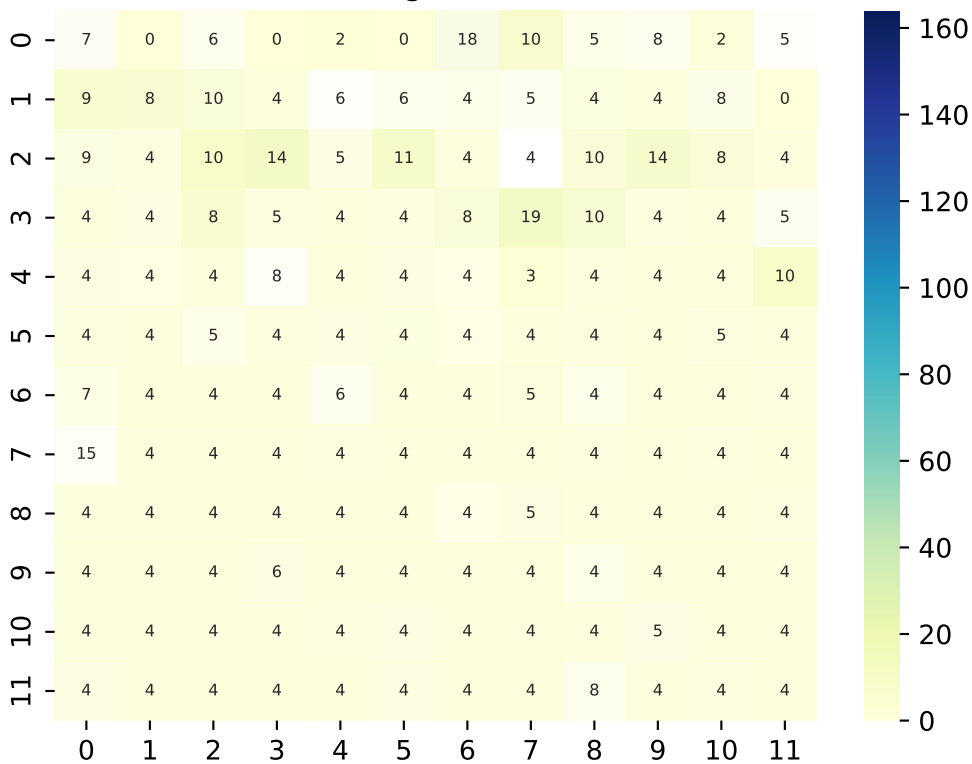 0 7 0 6 0 2 0 18 10 5 8 2 5
1 9 8 10 4 6 6 4 5 4 4 8 0
2 9 4 10 14 5 11 4 4 10 14 8 4
3 4 4 8 5 4 4 8 19 10 4 4 5
4 4 4 4 8 4 4 4 3 4 4 4 10
5 4 4 5 4 4 4 4 4 4 4 5 4
6 7 4 4 4 6 4 4 5 4 4 4 4
7 15 4 4 4 4 4 4 4 4 4 4 4
8 4 4 4 4 4 4 4 5 4 4 4 4
9 4 4 4 6 4 4 4 4 4 4 4 4
10 4 4 4 4 4 4 4 4 4 5 4 4
11 4 4 4 4 4 4 4 4 8 4 4 4
0 1 2 3 4 5 6 7 8 9 10 11
160
140
120
100
80
60
40
20
0